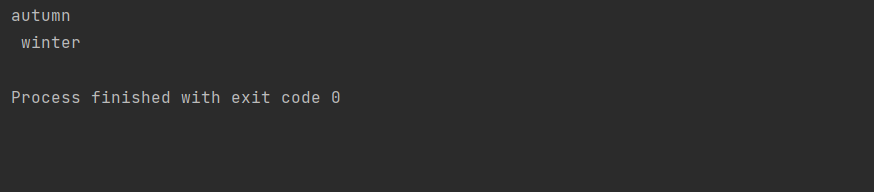 autumn
 winter
Process finished with exit code 0